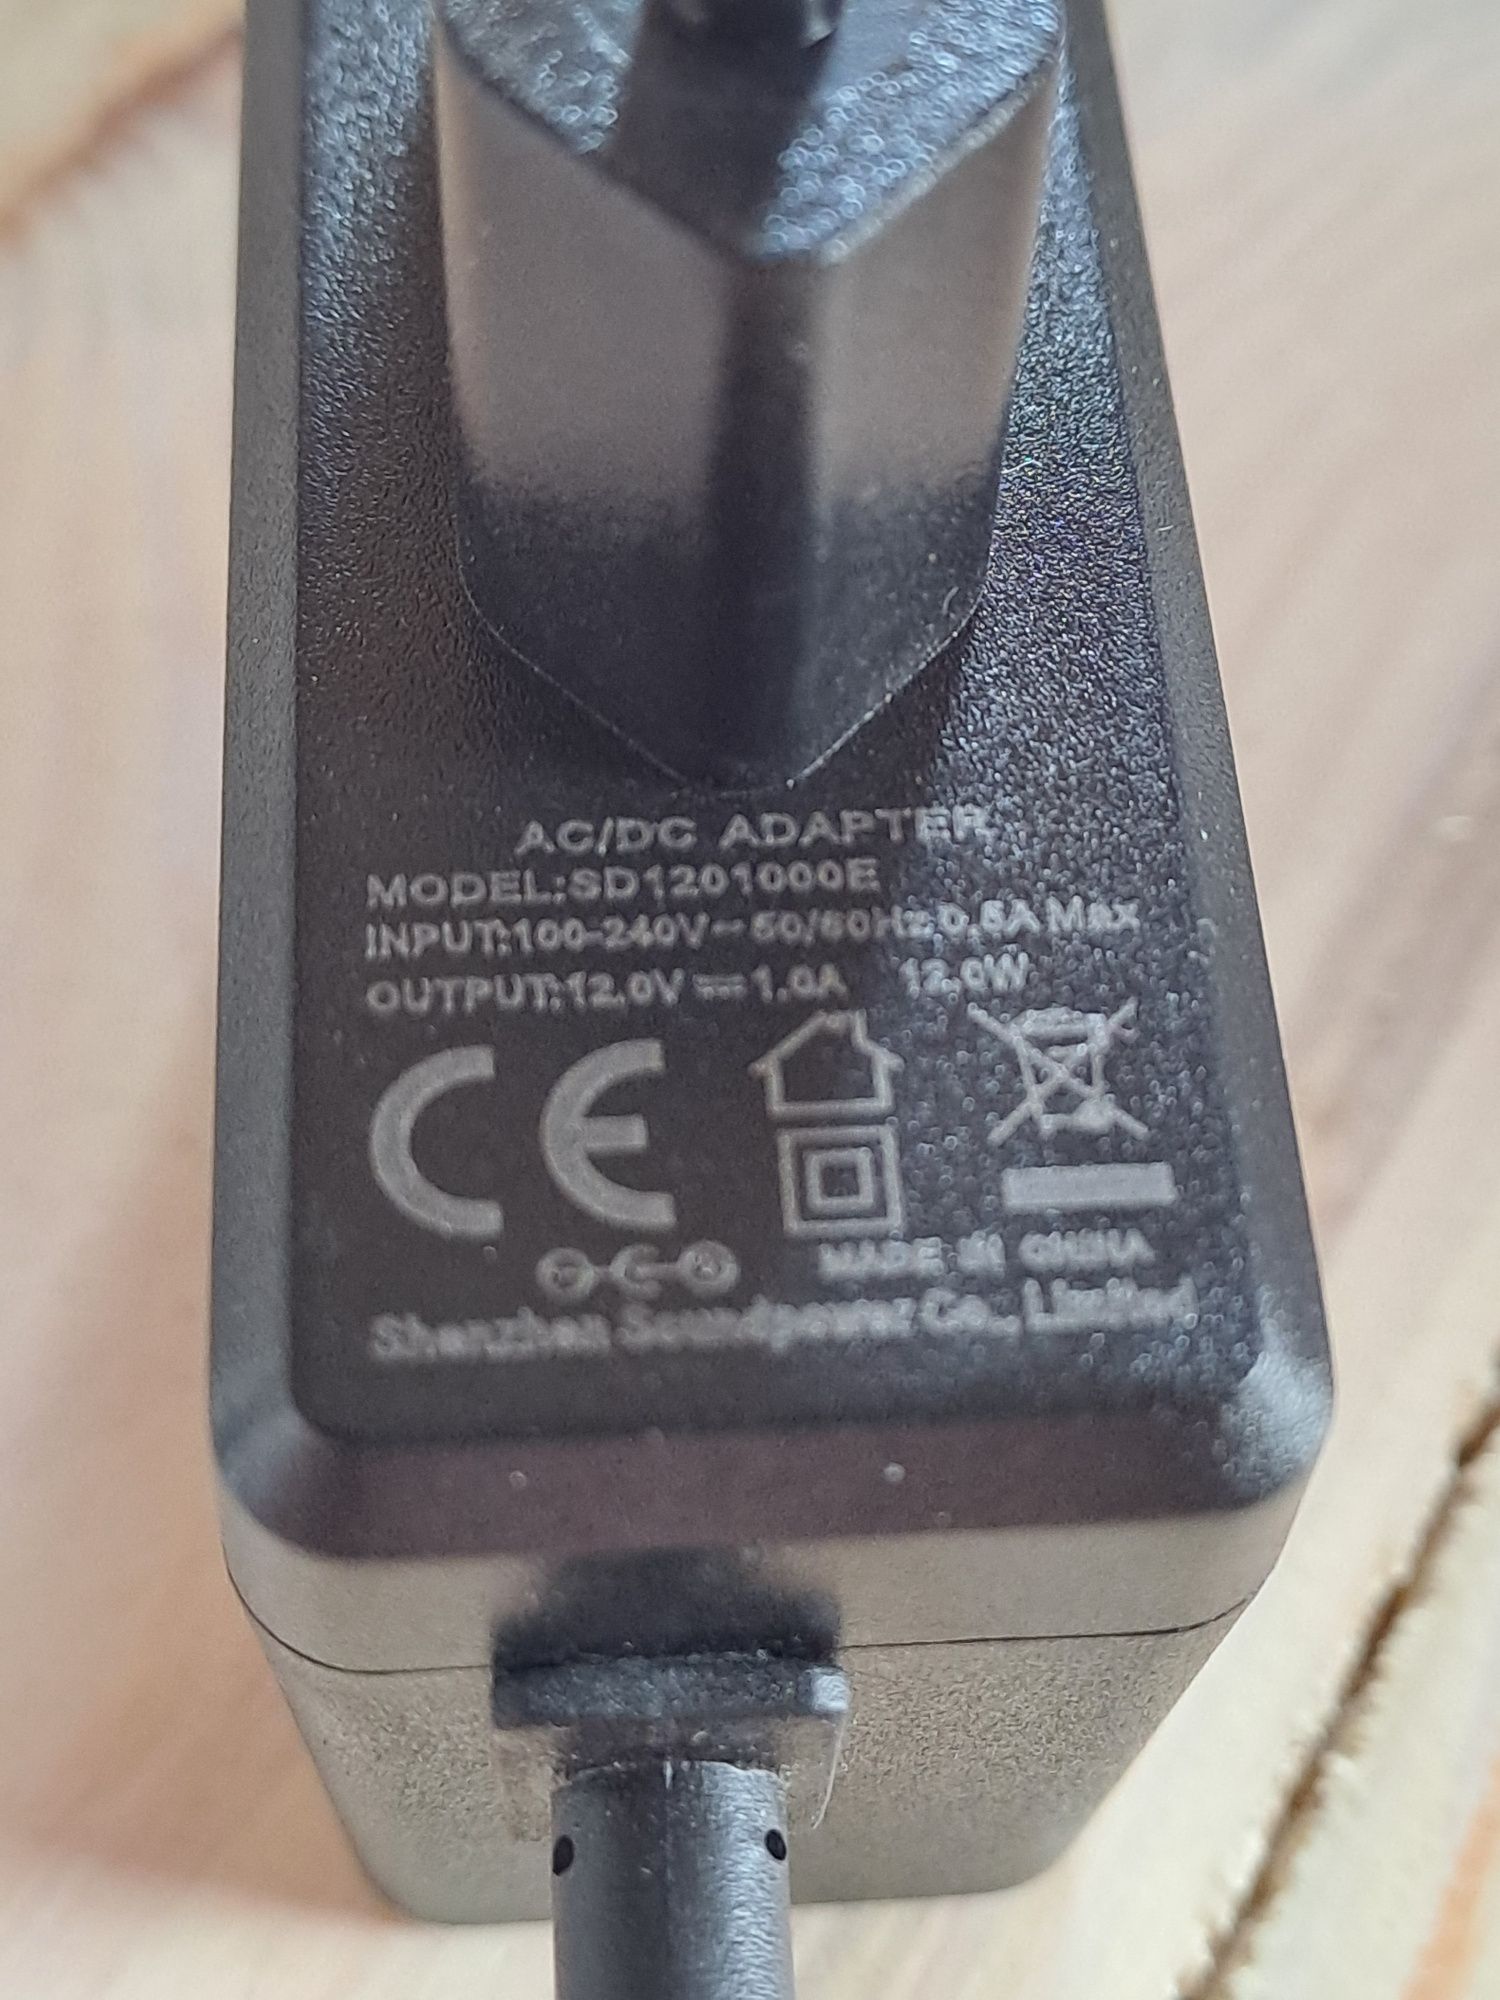 AC/DC ADAPTER
MODEL:SD1201000E
INPUT:100-240V~50/60Hz 0.5A Max
OUTPUT:12.0V⎓1.0A 12.0W
CE
MADE IN CHINA
Shenzhen Soundpower Co., Limited